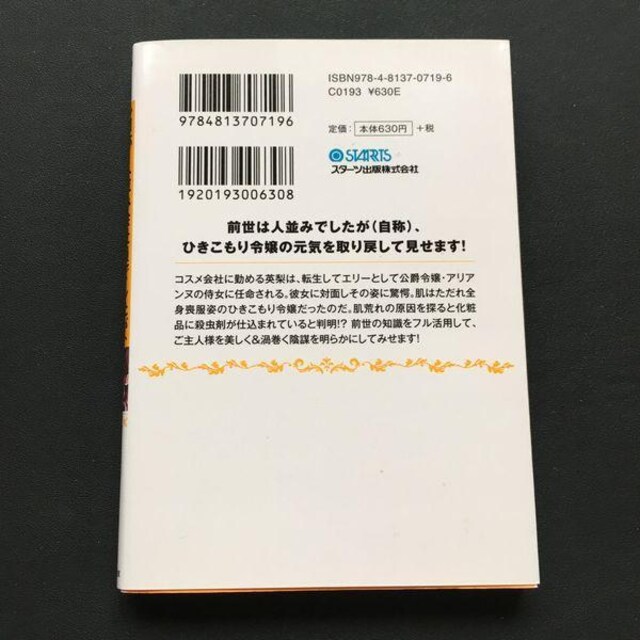 ISBN978-4-8137-0719-6
C0193 ¥630E
9784813707196
定価：本体630円＋税
STARTS
スターツ出版株式会社
1920193006308
前世は人並みでしたが（自称）、
ひきこもり令嬢の元気を取り戻して見せます！
コスメ会社に勤める英梨は、転生してエリーとして公爵令嬢・アリア
ンヌの侍女に任命される。彼女に対面しその姿に驚愕。肌はただれ全
身喪服姿のひきこもり令嬢だったのだ。肌荒れの原因を探ると化粧
品に殺虫剤が仕込まれていると判明!? 前世の知識をフル活用して、
ご主人様を美しく＆渦巻く陰謀を明らかにしてみせます！